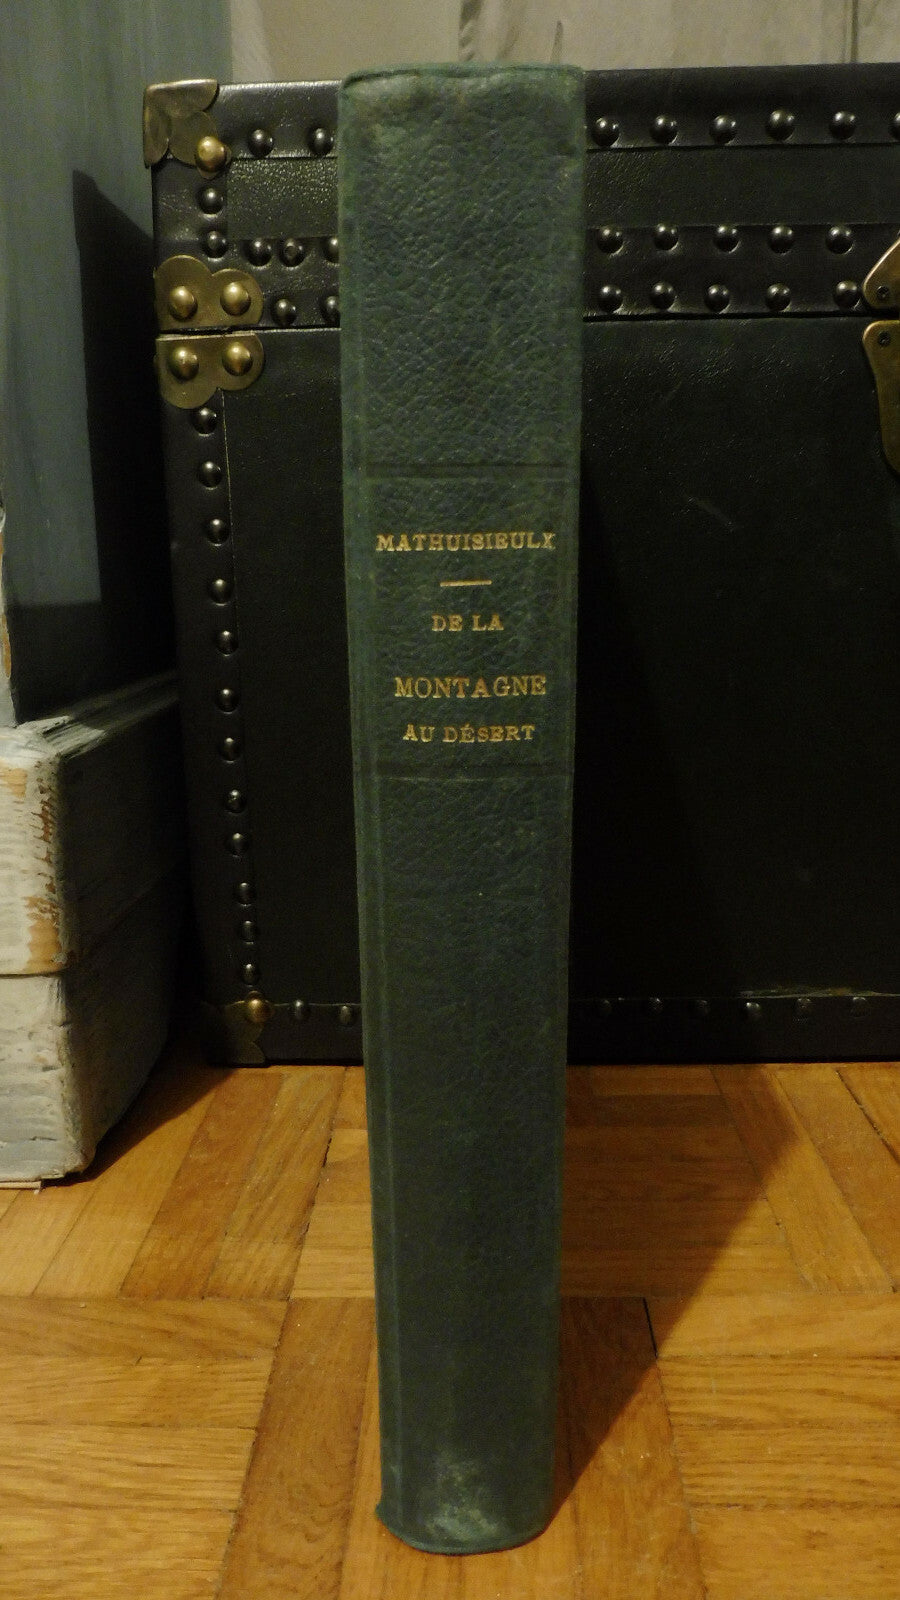 MATHUISIEULX
DE LA
MONTAGNE
AU DÉSERT